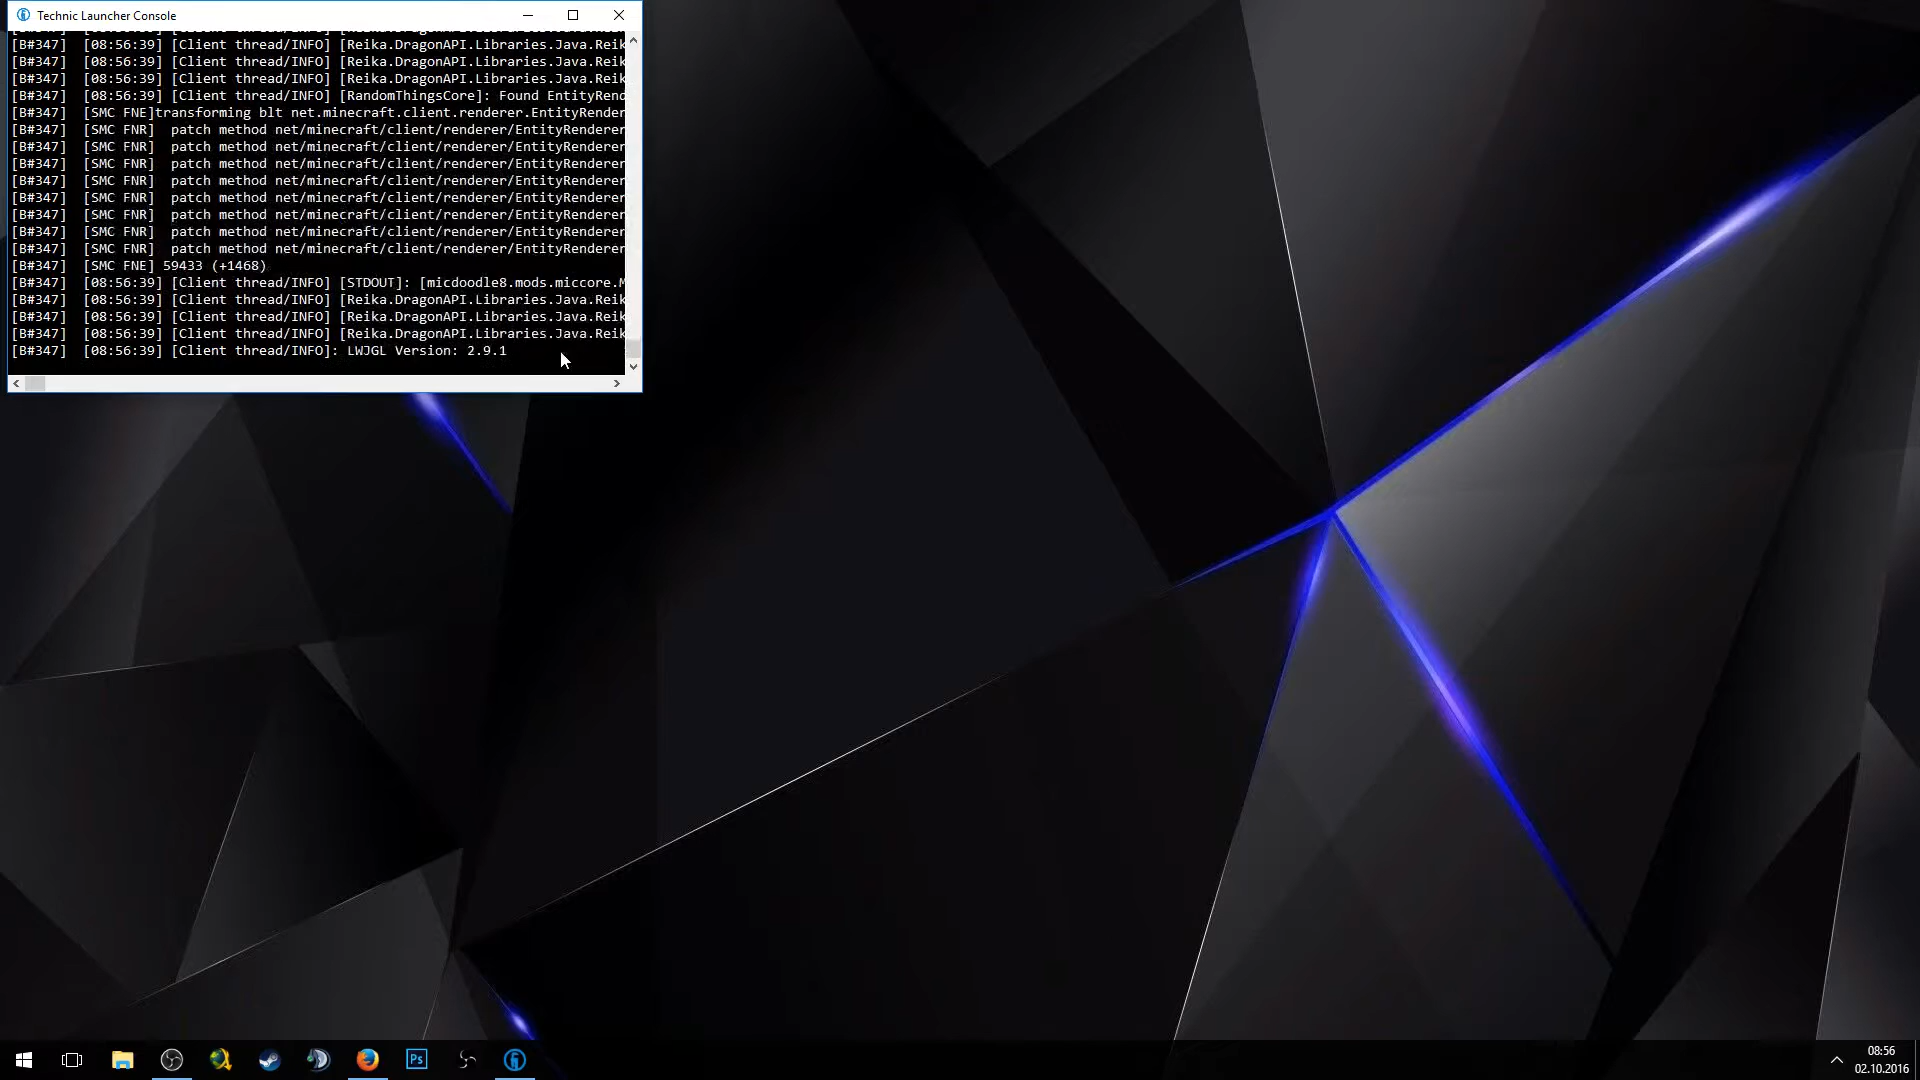 Technic Launcher Console
[B#347] [08:56:39] [Client thread/INFO] [Reika.DragonAPI.Libraries.Java.Reik
[B#347] [08:56:39] [Client thread/INFO] [Reika.DragonAPI.Libraries.Java.Reik
[B#347] [08:56:39] [Client thread/INFO] [Reika.DragonAPI.Libraries.Java.Reik
[B#347] [08:56:39] [Client thread/INFO] [RandomThingsCore]: Found EntityRend
[B#347] [SMC FNE]transforming blt net.minecraft.client.renderer.EntityRender
[B#347] [SMC FNR] patch method net/minecraft/client/renderer/EntityRenderer
[B#347] [SMC FNR] patch method net/minecraft/client/renderer/EntityRenderer
[B#347] [SMC FNR] patch method net/minecraft/client/renderer/EntityRenderer
[B#347] [SMC FNR] patch method net/minecraft/client/renderer/EntityRenderer
[B#347] [SMC FNR] patch method net/minecraft/client/renderer/EntityRenderer
[B#347] [SMC FNR] patch method net/minecraft/client/renderer/EntityRenderer
[B#347] [SMC FNR] patch method net/minecraft/client/renderer/EntityRenderer
[B#347] [SMC FNR] patch method net/minecraft/client/renderer/EntityRenderer
[B#347] [SMC FNE] 59433 (+1468)
[B#347] [08:56:39] [Client thread/INFO] [STDOUT]: [micdoodle8.mods.miccore.M
[B#347] [08:56:39] [Client thread/INFO] [Reika.DragonAPI.Libraries.Java.Reik
[B#347] [08:56:39] [Client thread/INFO] [Reika.DragonAPI.Libraries.Java.Reik
[B#347] [08:56:39] [Client thread/INFO] [Reika.DragonAPI.Libraries.Java.Reik
[B#347] [08:56:39] [Client thread/INFO]: LWJGL Version: 2.9.1
Ps
08:56
02.10.2016